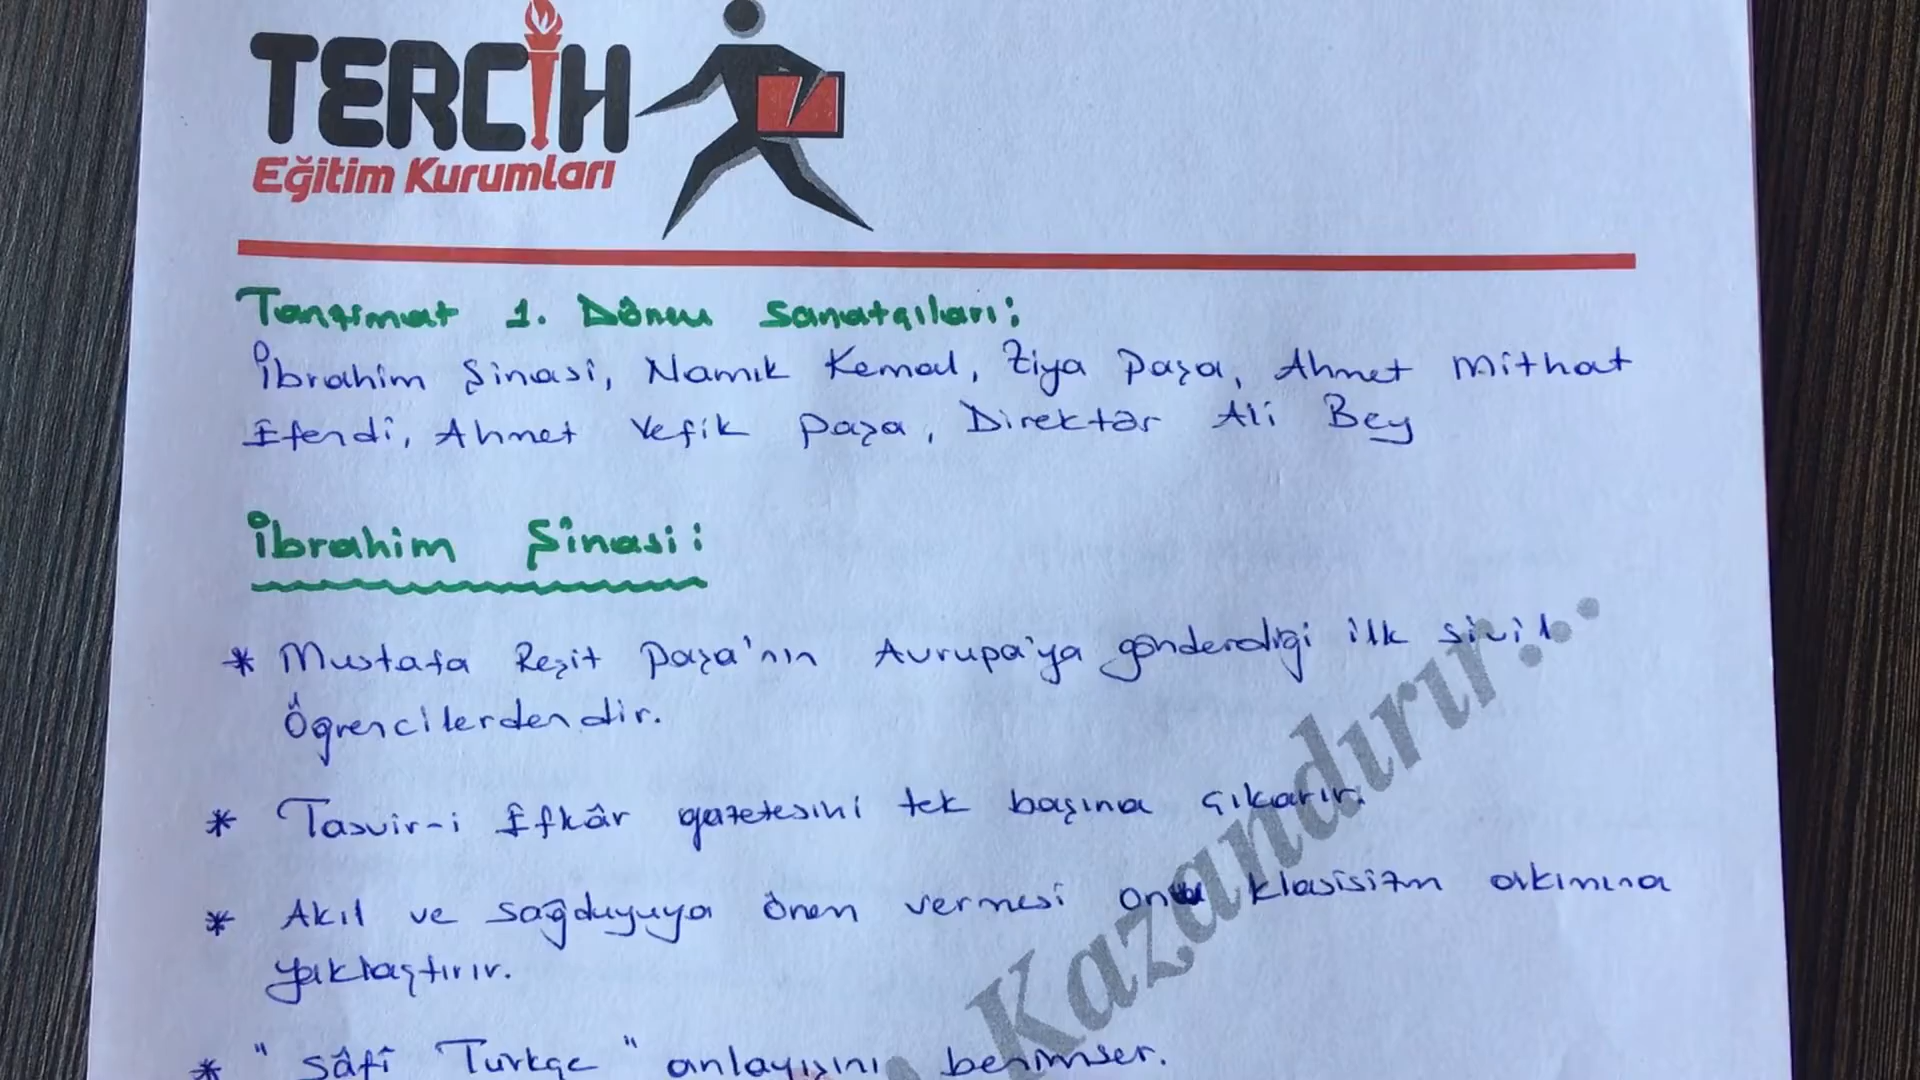 TERCİH
Eğitim Kurumları
Tanzimat 1. Dönem Sanatçıları:
İbrahim Şinasi, Namık Kemal, Ziya Paşa, Ahmet Mithat
Efendi, Ahmet Vefik Paşa, Direktör Ali Bey
İbrahim Şinasi:
* Mustafa Reşit Paşa'nın Avrupa'ya gönderdiği ilk sivil
Öğrencilerdendir.
* Tasvir-i Efkâr gazetesini tek başına çıkarır.
* Akıl ve sağduyuya önem vermesi onu klasisizm akımına
yaklaştırır.
* "Sâfî Türkçe" anlayışını benimser.
Kazandırır...